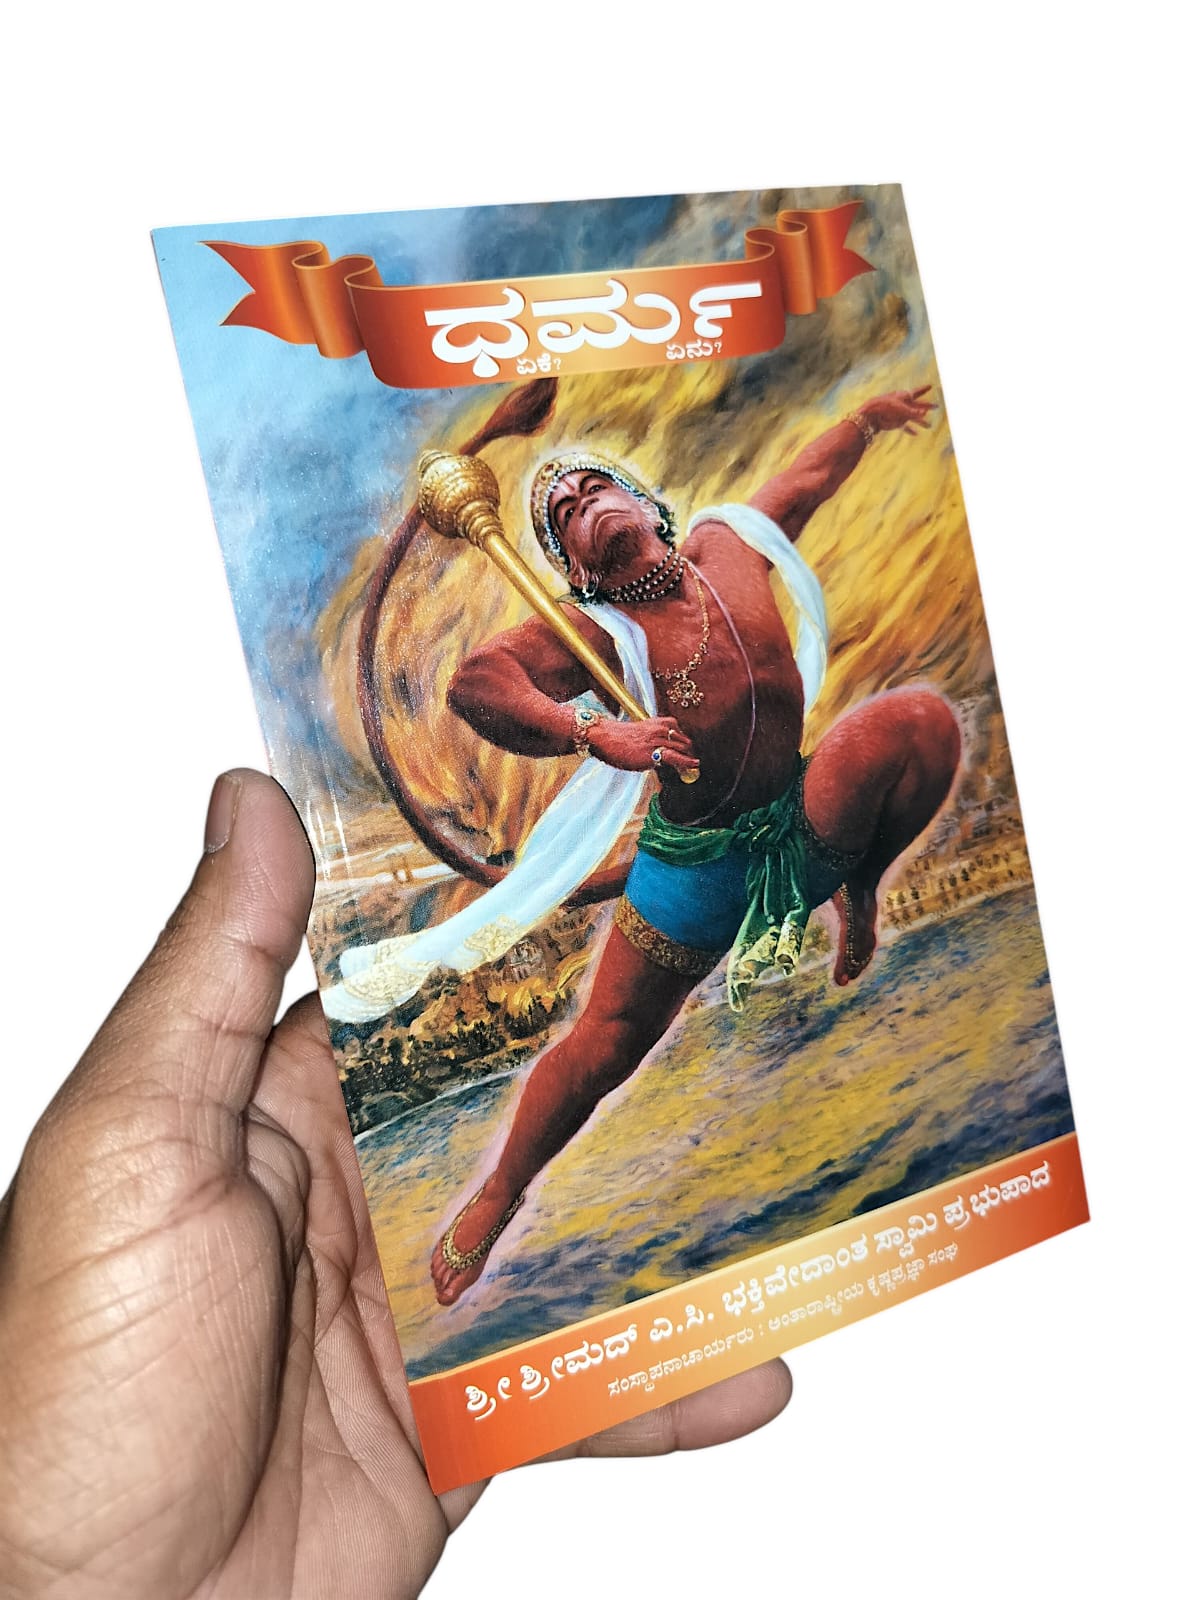 ಧರ್ಮ
ಏಕೆ? ಏನು?
ಶ್ರೀ ಶ್ರೀಮದ್ ಎ.ಸಿ. ಭಕ್ತಿವೇದಾಂತ ಸ್ವಾಮಿ ಪ್ರಭುಪಾದ
ಸಂಸ್ಥಾಪನಾಚಾರ್ಯರು : ಅಂತಾರಾಷ್ಟ್ರೀಯ ಕೃಷ್ಣಪ್ರಜ್ಞಾ ಸಂಘ